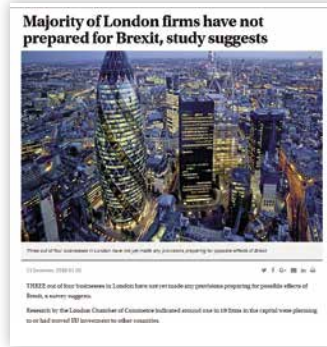 Majority of London firms have not
prepared for Brexit, study suggests
Three out of four businesses in London have not yet made any provisions preparing for possible effects of Brexit
THREE out of four businesses in London have not yet made any provisions preparing for possible effects of
Brexit, a survey suggests.
Research by the London Chamber of Commerce indicated around one in 10 firms in the capital were planning
to or had moved EU investment to other countries.